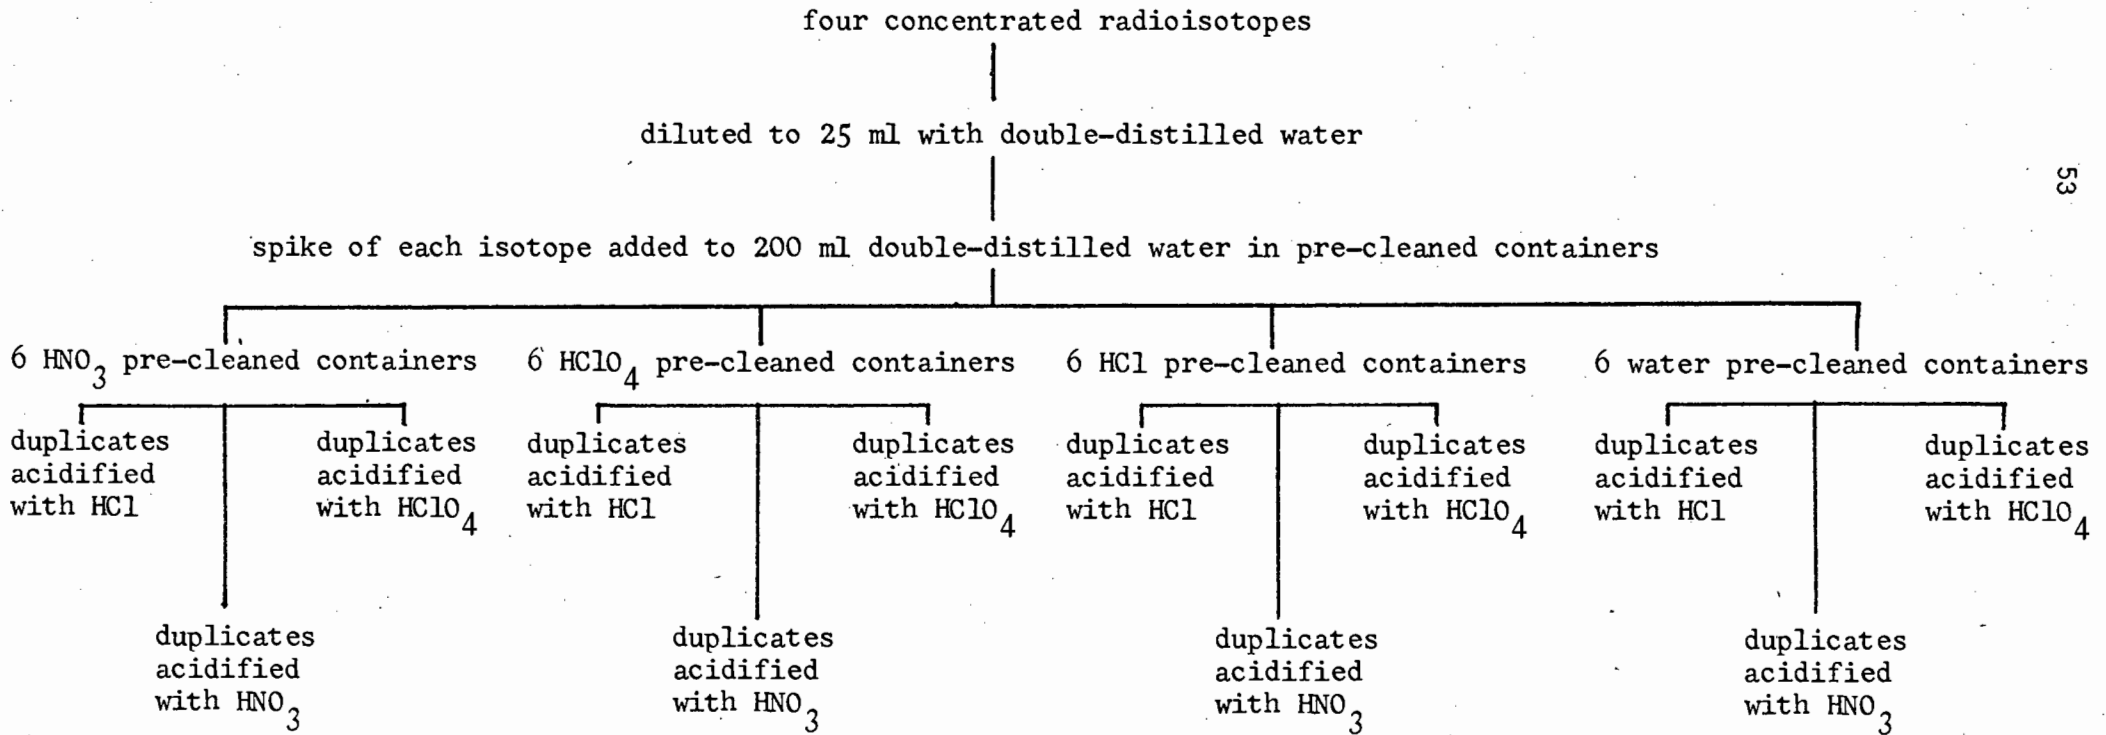 four concentrated radioisotopes
diluted to 25 ml with double-distilled water
53
spike of each isotope added to 200 ml double-distilled water in pre-cleaned containers
6 HNO3 pre-cleaned containers
6 HClO4 pre-cleaned containers
6 HCl pre-cleaned containers
6 water pre-cleaned containers
duplicates
acidified
with HCl
duplicates
acidified
with HClO4
duplicates
acidified
with HCl
duplicates
acidified
with HClO4
duplicates
acidified
with HCl
duplicates
acidified
with HClO4
duplicates
acidified
with HCl
duplicates
acidified
with HClO4
duplicates
acidified
with HNO3
duplicates
acidified
with HNO3
duplicates
acidified
with HNO3
duplicates
acidified
with HNO3